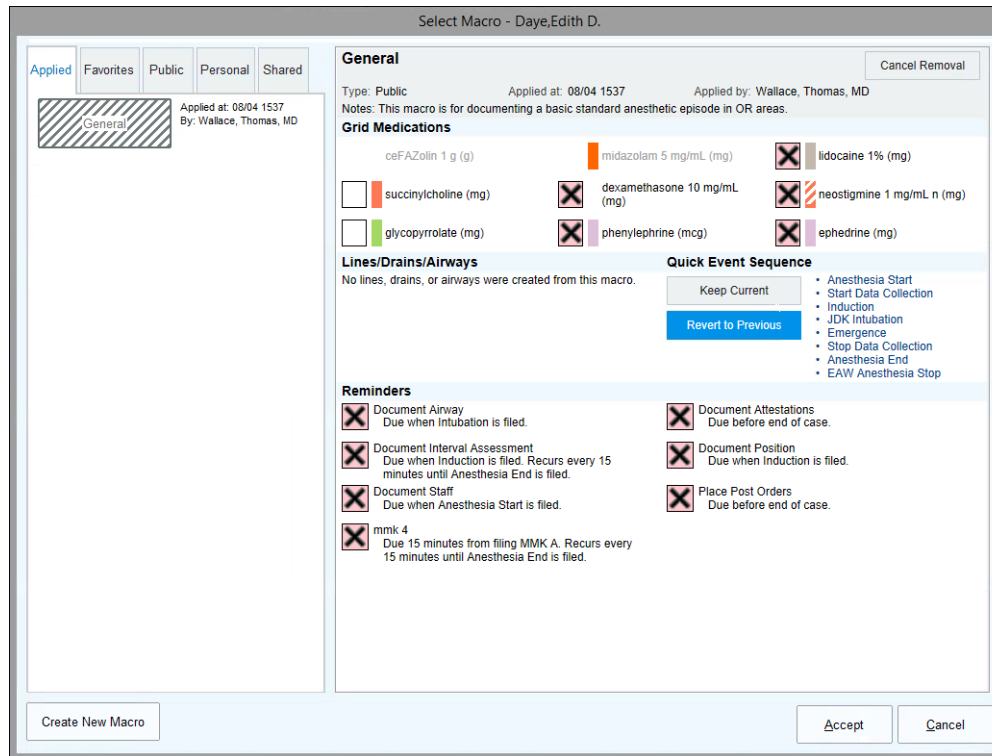 Select Macro - Daye,Edith D.
Applied
Favorites
Public
Personal
Shared
General
Applied at: 08/04 1537
By: Wallace, Thomas, MD
General
Cancel Removal
Type: Public Applied at: 08/04 1537 Applied by: Wallace, Thomas, MD
Notes: This macro is for documenting a basic standard anesthetic episode in OR areas.
Grid Medications
ceFAZolin 1 g (g)
midazolam 5 mg/mL (mg)
lidocaine 1% (mg)
succinylcholine (mg)
dexamethasone 10 mg/mL
(mg)
neostigmine 1 mg/mL n (mg)
glycopyrrolate (mg)
phenylephrine (mcg)
ephedrine (mg)
Lines/Drains/Airways
No lines, drains, or airways were created from this macro.
Quick Event Sequence
Keep Current
Revert to Previous
• Anesthesia Start
• Start Data Collection
• Induction
• JDK Intubation
• Emergence
• Stop Data Collection
• Anesthesia End
• EAW Anesthesia Stop
Reminders
Document Airway
Due when Intubation is filed.
Document Attestations
Due before end of case.
Document Interval Assessment
Due when Induction is filed. Recurs every 15
minutes until Anesthesia End is filed.
Document Position
Due when Induction is filed.
Document Staff
Due when Anesthesia Start is filed.
Place Post Orders
Due before end of case.
mmk 4
Due 15 minutes from filing MMK A. Recurs every
15 minutes until Anesthesia End is filed.
Create New Macro
Accept
Cancel